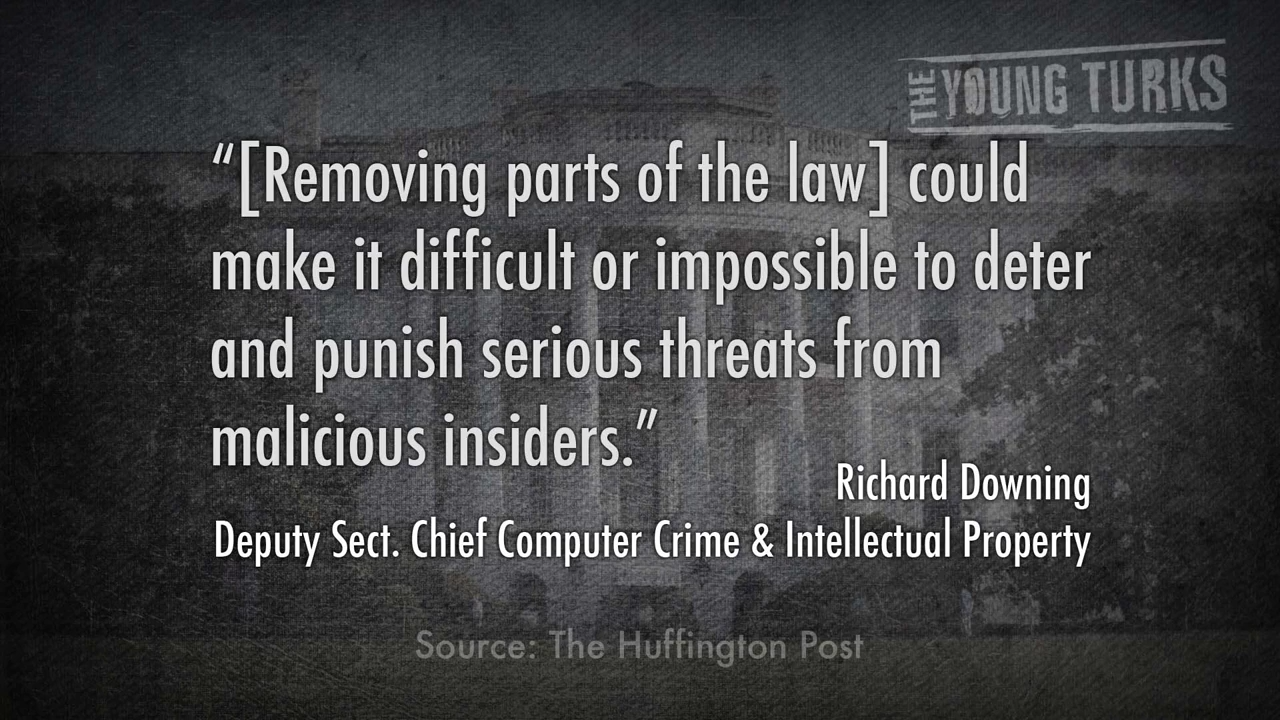 THE YOUNG TURKS
“[Removing parts of the law] could
make it difficult or impossible to deter
and punish serious threats from
malicious insiders.”
Richard Downing
Deputy Sect. Chief Computer Crime & Intellectual Property
Source: The Huffington Post